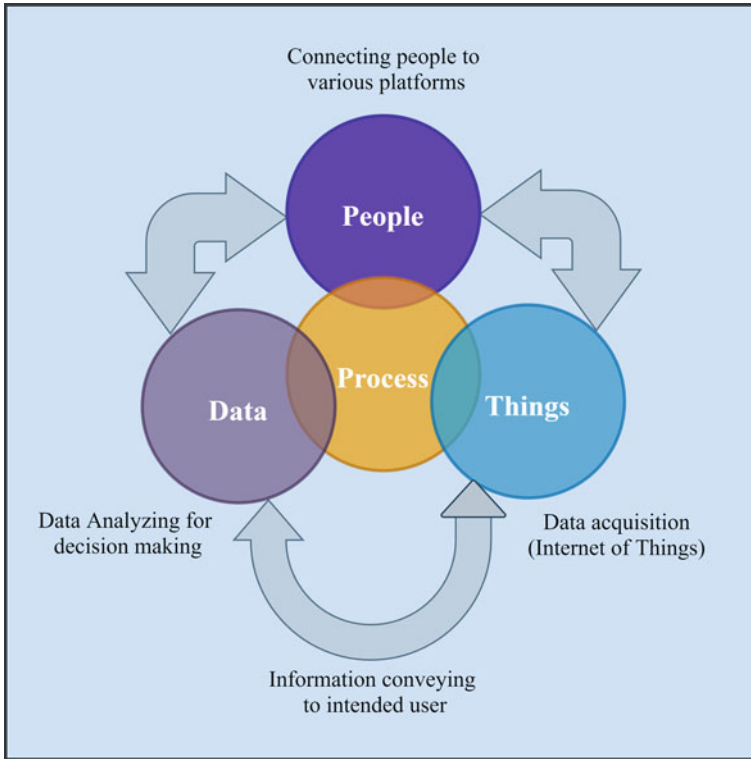 Connecting people to
various platforms
People
Process
Data
Things
Data Analyzing for
decision making
Data acquisition
(Internet of Things)
Information conveying
to intended user